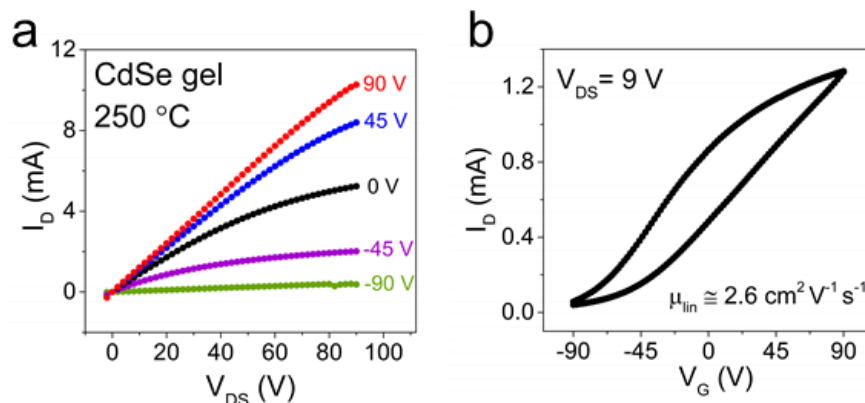 a
CdSe gel
250 °C
90 V
45 V
0 V
-45 V
-90 V
12
8
4
0
I_D (mA)
0 20 40 60 80 100
V_DS (V)
b
V_DS= 9 V
μ_lin ≅ 2.6 cm² V⁻¹ s⁻¹
1.2
0.8
0.4
0.0
I_D (mA)
-90 -45 0 45 90
V_G (V)